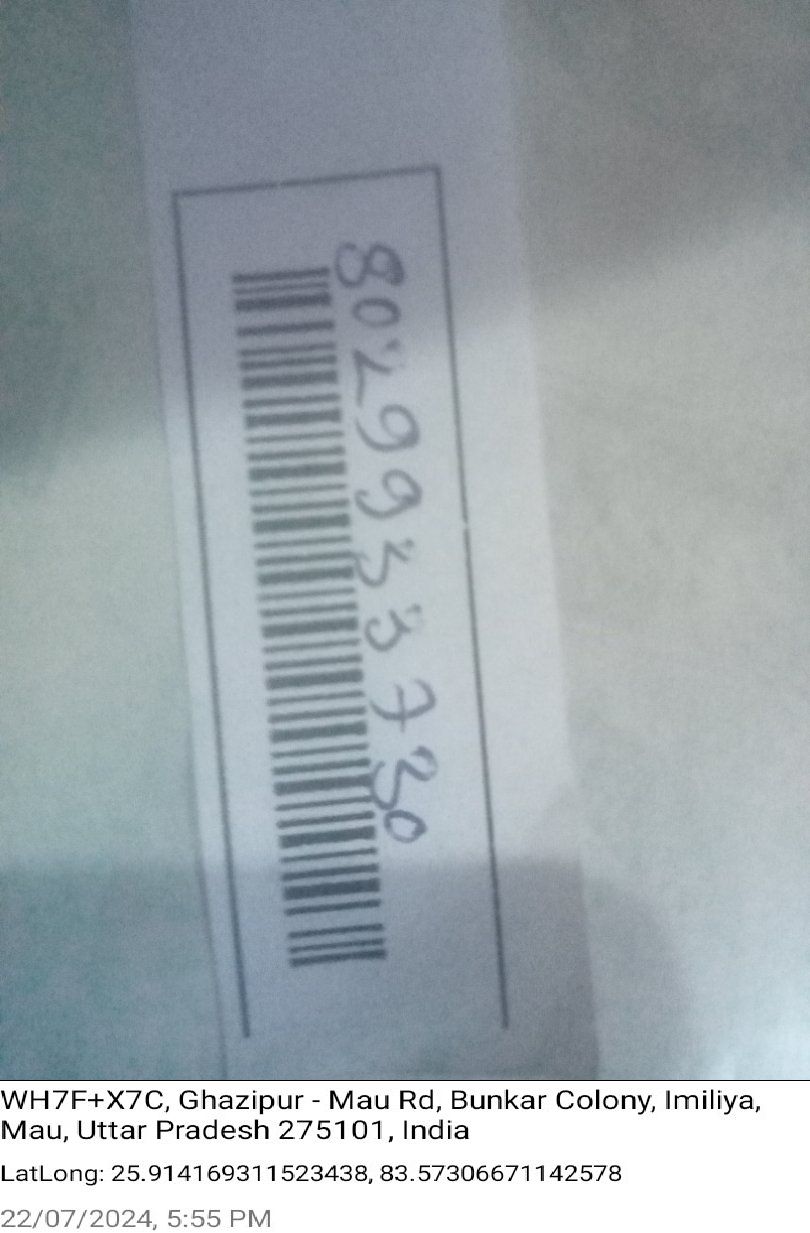 8029933730
WH7F+X7C, Ghazipur - Mau Rd, Bunkar Colony, Imiliya,
Mau, Uttar Pradesh 275101, India
LatLong: 25.914169311523438, 83.57306671142578
22/07/2024, 5:55 PM